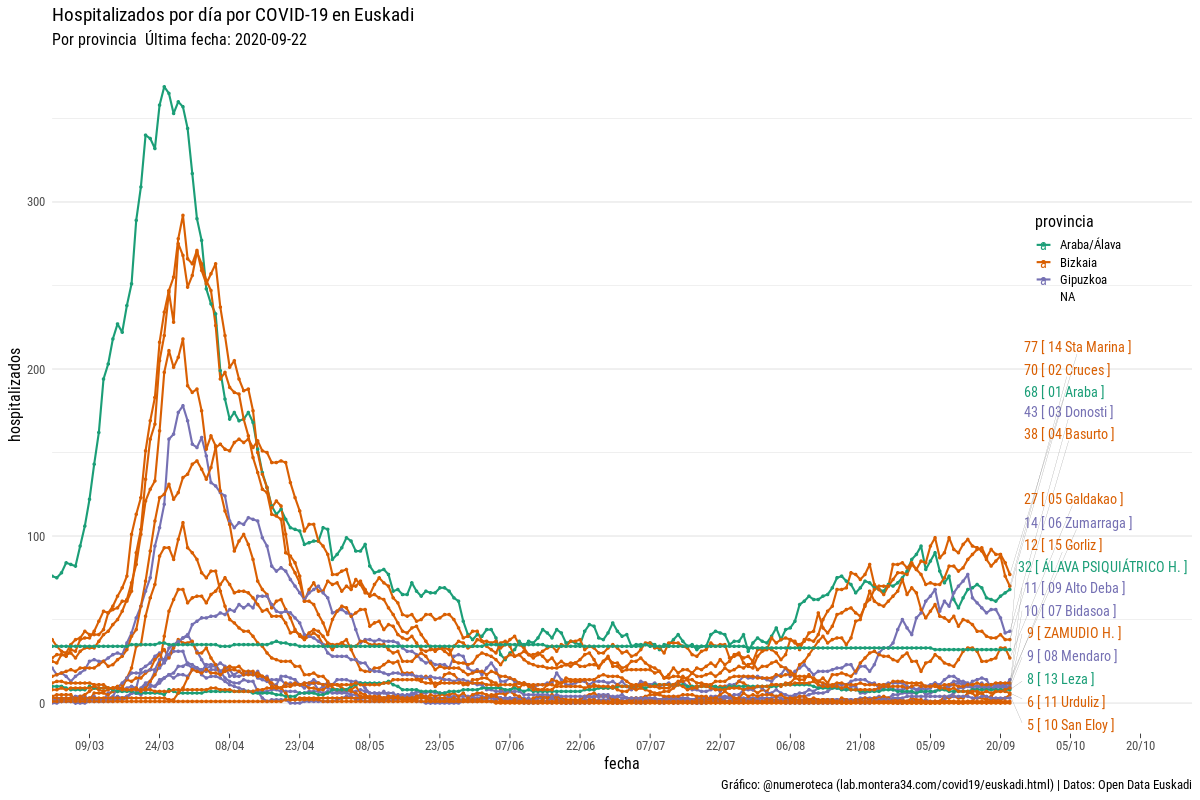 Hospitalizados por día por COVID-19 en Euskadi
Por provincia Última fecha: 2020-09-22
hospitalizados
300
200
100
0
provincia
Araba/Álava
Bizkaia
Gipuzkoa
NA
77 [ 14 Sta Marina ]
70 [ 02 Cruces ]
68 [ 01 Araba ]
43 [ 03 Donosti ]
38 [ 04 Basurto ]
27 [ 05 Galdakao ]
14 [ 06 Zumarraga ]
12 [ 15 Gorliz ]
32 [ ÁLAVA PSIQUIÁTRICO H. ]
11 [ 09 Alto Deba ]
10 [ 07 Bidasoa ]
9 [ ZAMUDIO H. ]
9 [ 08 Mendaro ]
8 [ 13 Leza ]
6 [ 11 Urduliz ]
5 [ 10 San Eloy ]
09/03 24/03 08/04 23/04 08/05 23/05 07/06 22/06 07/07 22/07 06/08 21/08 05/09 20/09 05/10 20/10
fecha
Gráfico: @numeroteca (lab.montera34.com/covid19/euskadi.html) | Datos: Open Data Euskadi